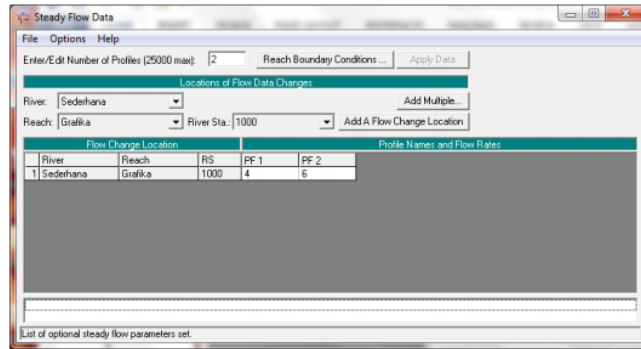 Steady Flow Data
File Options Help
Enter/Edit Number of Profiles (25000 max): 2 Reach Boundary Conditions ... Apply Data
Locations of Flow Data Changes
River: Sederhana Add Multiple...
Reach: Grafika River Sta.: 1000 Add A Flow Change Location
Flow Change Location Profile Names and Flow Rates
River Reach RS PF 1 PF 2
1 Sederhana Grafika 1000 4 6
List of optional steady flow parameters set.